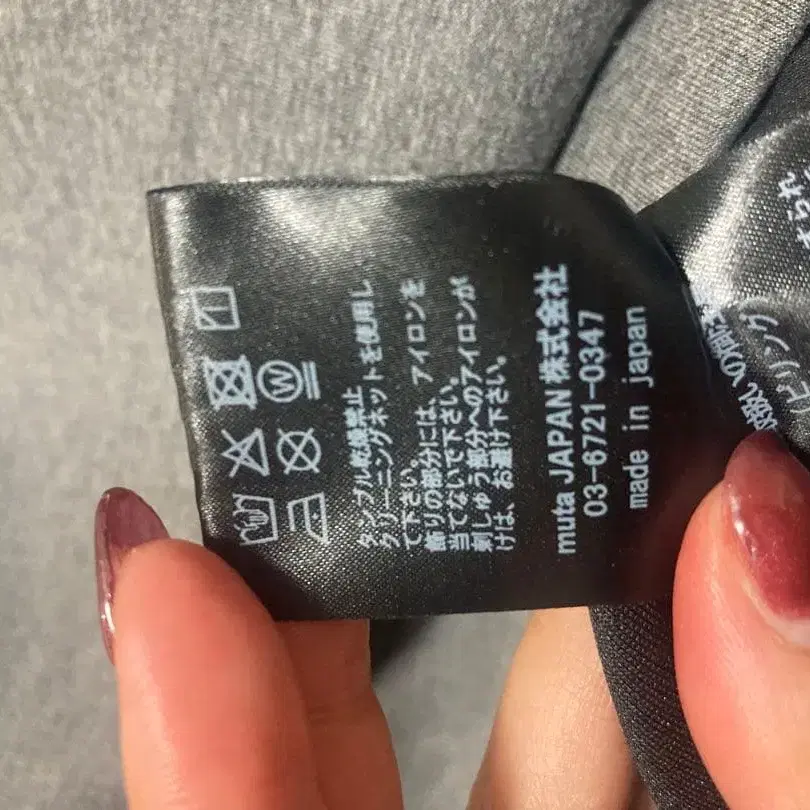 タンブル乾燥禁止
クリーニングネットを使用し
て下さい。
飾りの部分には、アイロンを
当てないで下さい。
刺しゅう部分へのアイロンが
けは、お避け下さい。
muta JAPAN 株式会社
03-6721-0347
made in japan
W